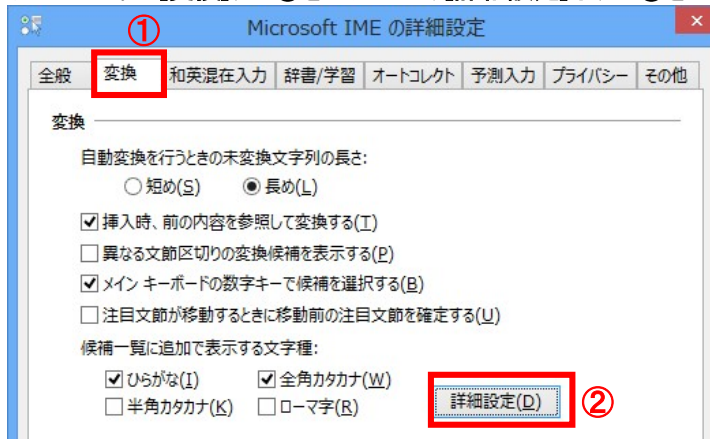 ①
Microsoft IME の詳細設定
全般 変換 和英混在入力 辞書/学習 オートコレクト 予測入力 プライバシー その他
変換
自動変換を行うときの未変換文字列の長さ:
短め(S) 長め(L)
挿入時、前の内容を参照して変換する(T)
異なる文節区切りの変換候補を表示する(P)
メイン キーボードの数字キーで候補を選択する(B)
注目文節が移動するときに移動前の注目文節を確定する(U)
候補一覧に追加で表示する文字種:
ひらがな(I) 全角カタカナ(W)
半角カタカナ(K) ローマ字(R) 詳細設定(D) ②